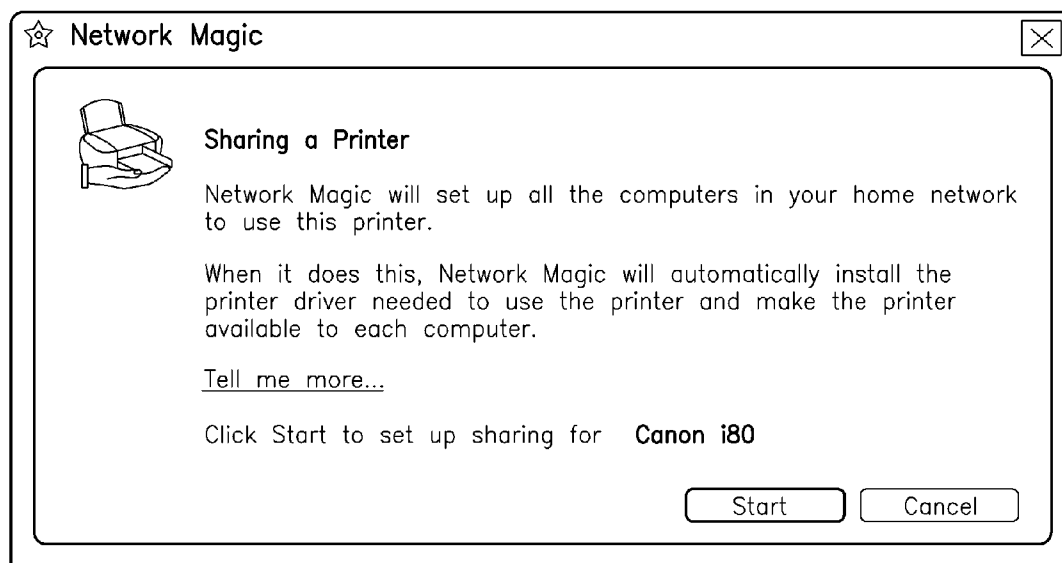 Network Magic
Sharing a Printer
Network Magic will set up all the computers in your home network
to use this printer.
When it does this, Network Magic will automatically install the
printer driver needed to use the printer and make the printer
available to each computer.
Tell me more...
Click Start to set up sharing for Canon i80
Start Cancel